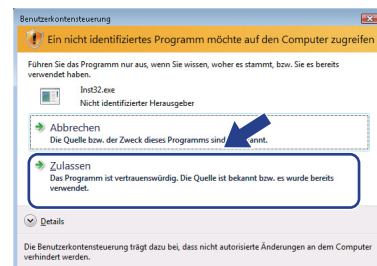 Benutzerkontensteuerung
Ein nicht identifiziertes Programm möchte auf den Computer zugreifen
Führen Sie das Programm nur aus, wenn Sie wissen, woher es stammt, bzw. Sie es bereits
verwendet haben.
Inst32.exe
Nicht identifizierter Herausgeber
Abbrechen
Die Quelle bzw. der Zweck dieses Programms sind annt.
Zulassen
Das Programm ist vertrauenswürdig. Die Quelle ist bekannt bzw. es wurde bereits
verwendet.
Details
Die Benutzerkontensteuerung trägt dazu bei, dass nicht autorisierte Änderungen an dem Computer
verhindert werden.